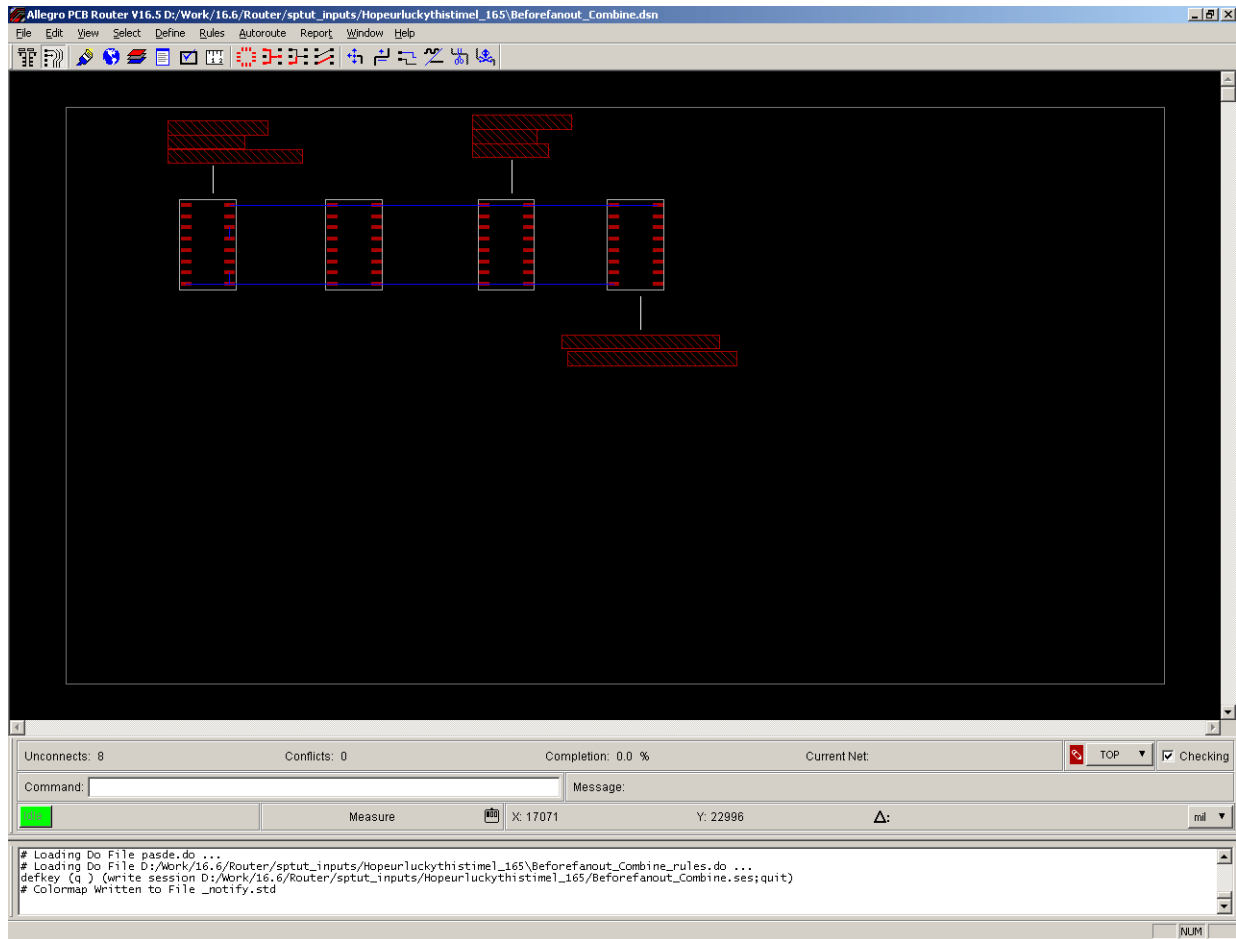 Allegro PCB Router V16.5 D:/Work/16.6/Router/sptut_inputs/Hopeurluckythistimel_165\Beforefanout_Combine.dsn
File Edit View Select Define Rules Autoroute Report Window Help
Unconnects: 8 Conflicts: 0 Completion: 0.0 % Current Net: TOP Checking
Command: Message:
Idle Measure X: 17071 Y: 22996 Δ: mil
# Loading Do File pasde.do ...
# Loading Do File D:/Work/16.6/Router/sptut_inputs/Hopeurluckythistimel_165\Beforefanout_Combine_rules.do ...
defkey (q ) (write session D:/Work/16.6/Router/sptut_inputs/Hopeurluckythistimel_165/Beforefanout_Combine.ses;quit)
# Colormap Written to File _notify.std
NUM